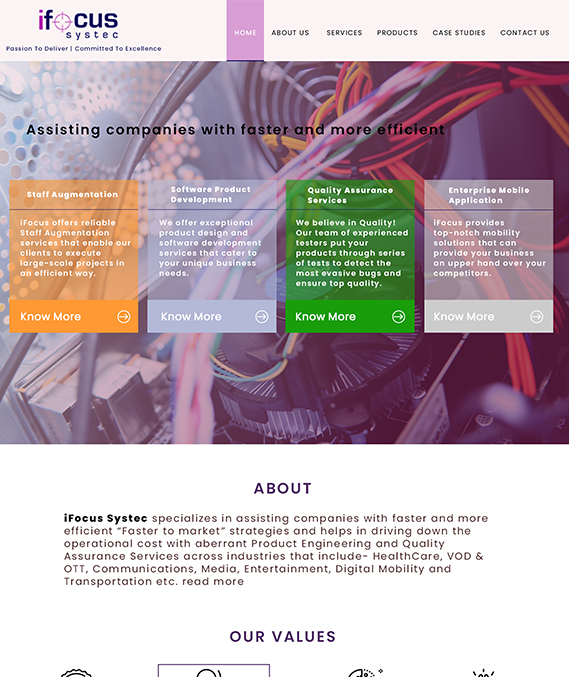 iFocus
systec
Passion To Deliver | Committed To Excellence
HOME ABOUT US SERVICES PRODUCTS CASE STUDIES CONTACT US
Assisting companies with faster and more efficient
Staff Augmentation
iFocus offers reliable
Staff Augmentation
services that enable our
clients to execute
large-scale projects in
an efficient way.
Know More
Software Product
Development
We offer exceptional
product design and
software development
services that cater to
your unique business
needs.
Know More
Quality Assurance
Services
We believe in Quality!
Our team of experienced
testers put your
products through series
of tests to detect the
most evasive bugs and
ensure top quality.
Know More
Enterprise Mobile
Application
iFocus provides
top-notch mobility
solutions that can
provide your business
an upper hand over your
competitors.
Know More
ABOUT
iFocus Systec specializes in assisting companies with faster and more
efficient “Faster to market” strategies and helps in driving down the
operational cost with aberrant Product Engineering and Quality
Assurance Services across industries that include- HealthCare, VOD &
OTT, Communications, Media, Entertainment, Digital Mobility and
Transportation etc. read more
OUR VALUES